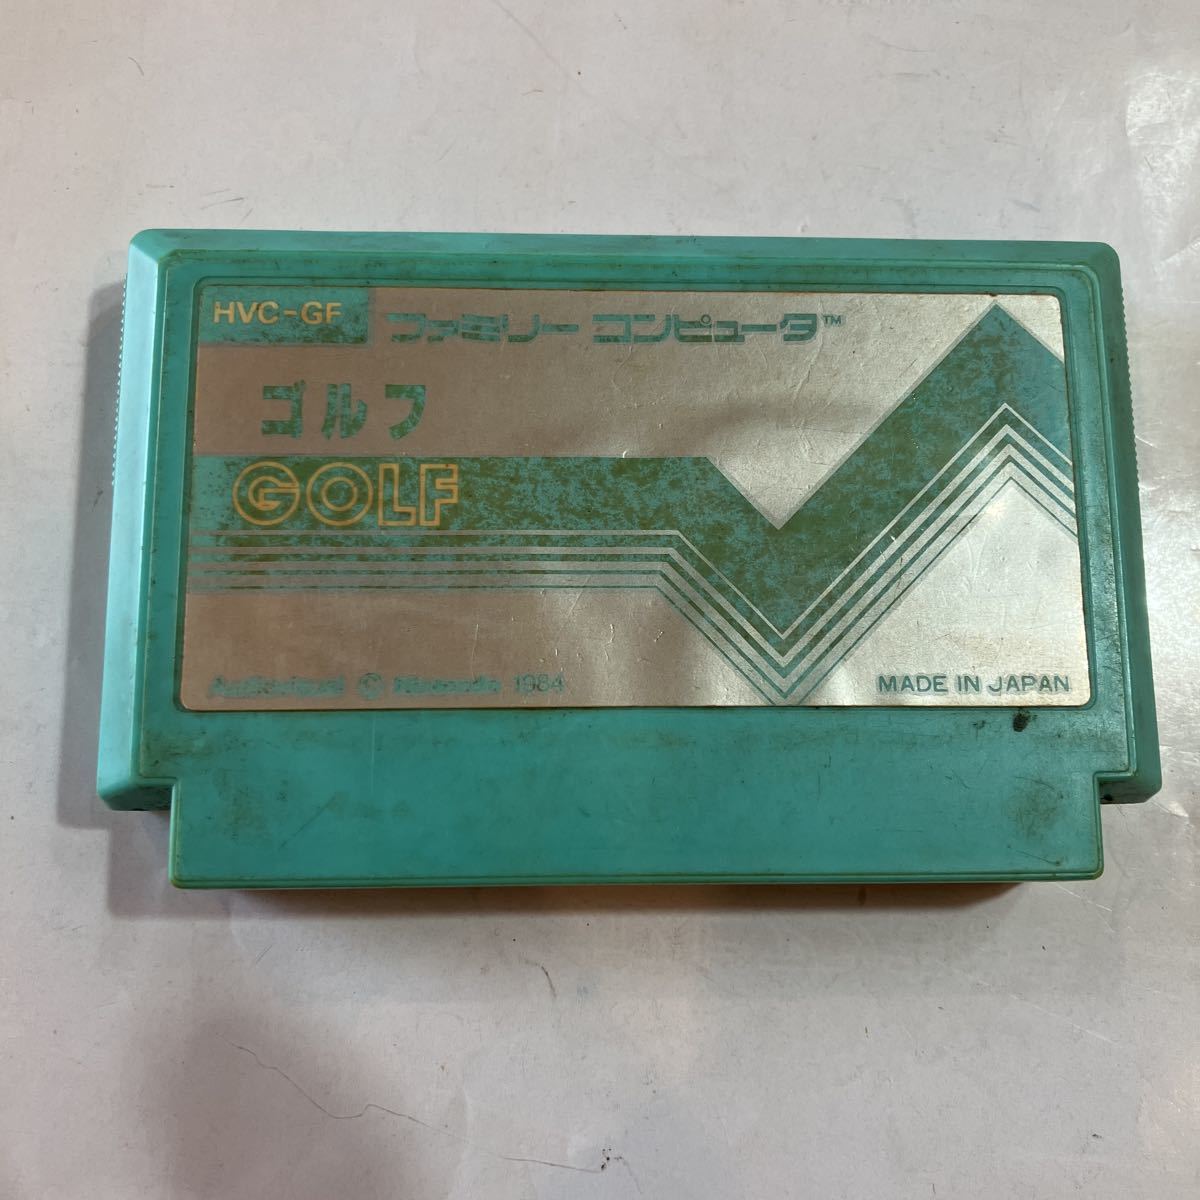 HVC-GF
ファミリー コンピュータ™
ゴルフ
GOLF
Audiovisual © Nintendo 1984
MADE IN JAPAN